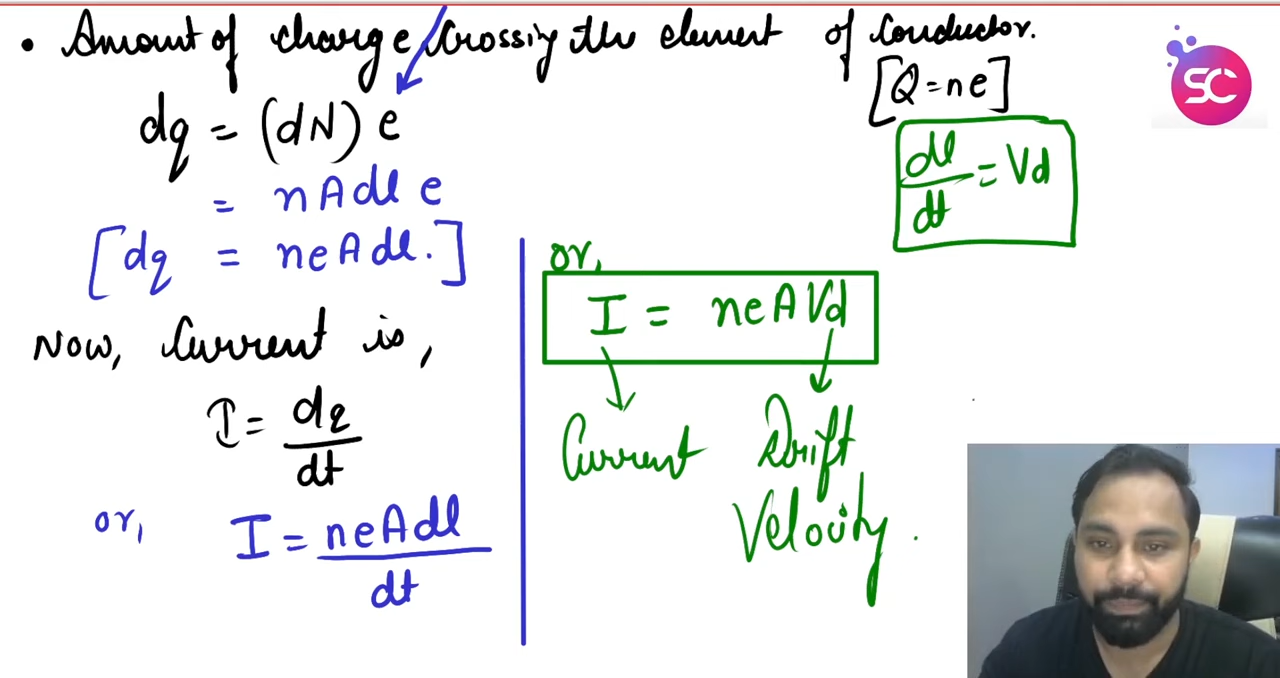 • Amount of charge crossing the element of conductor.
[Q = ne]
dq = (dN) e
= nAdl e
[dq = neAdl.]
Now, Current is,
I = dq/dt
or, I = neAdl/dt
dl/dt = Vd
or,
I = neAVd
Current Drift
Velocity.
SC